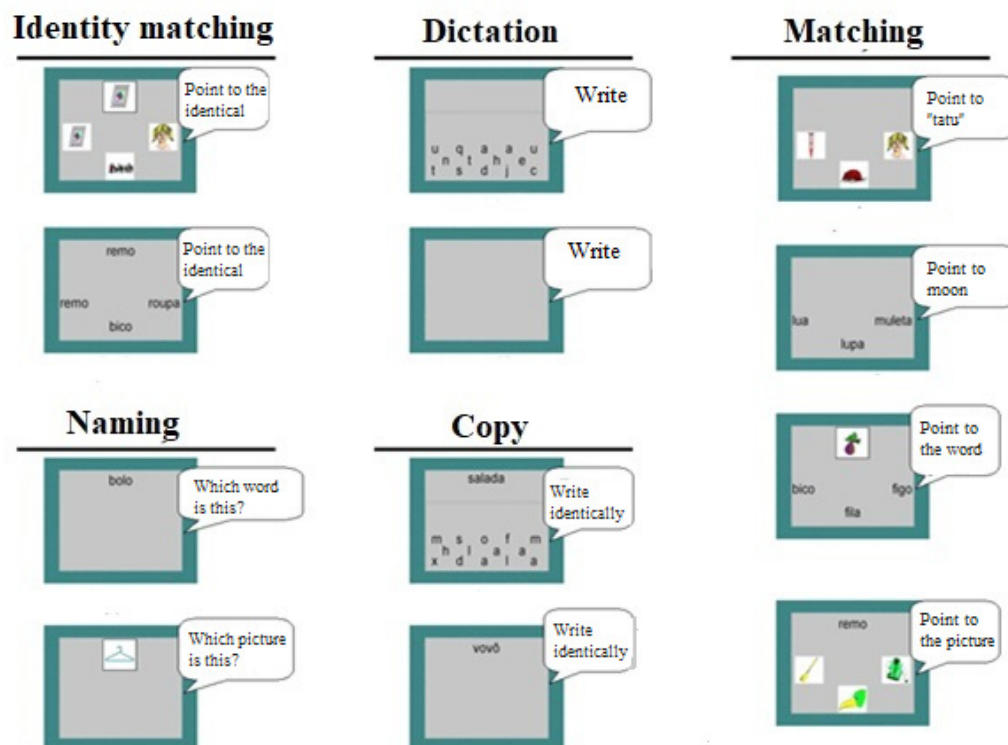 Identity matching
Point to the
identical
Point to the
identical
remo
remo roupa
bico
Dictation
Write
u q a a u
n t h e
t s d j c
Write
Matching
Point to
"tatu"
Point to
moon
lua muleta
lupa
Point to
the word
bico figo
fila
remo
Point to
the picture
Naming
bolo
Which word
is this?
Which picture
is this?
Copy
salada
Write
identically
m s o f m
h l a a
x d a l a
vovô
Write
identically